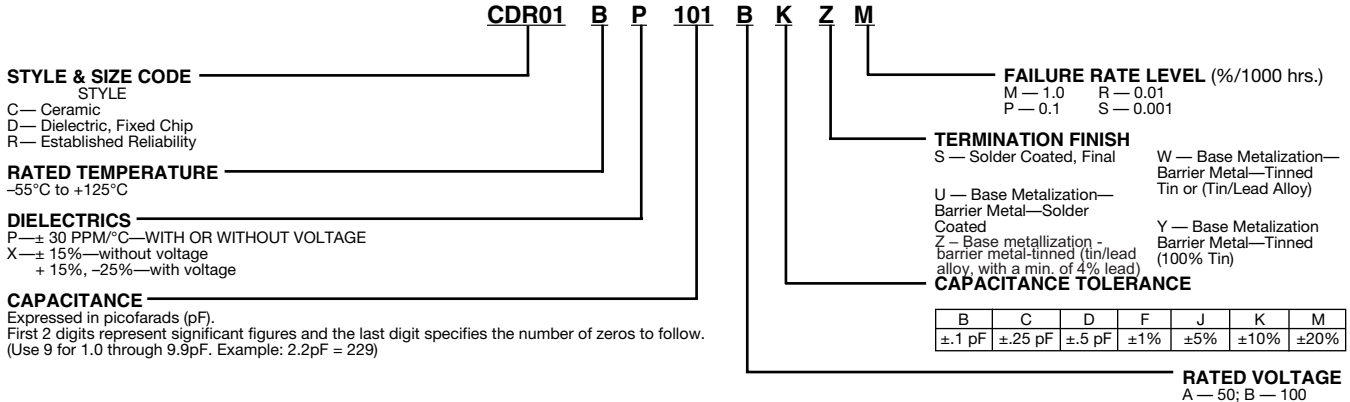 CDR01 B P 101 B K Z M
STYLE & SIZE CODE
STYLE
C— Ceramic
D— Dielectric, Fixed Chip
R— Established Reliability
RATED TEMPERATURE
–55°C to +125°C
DIELECTRICS
P—± 30 PPM/°C—WITH OR WITHOUT VOLTAGE
X—± 15%—without voltage
+ 15%, –25%—with voltage
CAPACITANCE
Expressed in picofarads (pF).
First 2 digits represent significant figures and the last digit specifies the number of zeros to follow.
(Use 9 for 1.0 through 9.9pF. Example: 2.2pF = 229)
FAILURE RATE LEVEL (%/1000 hrs.)
M — 1.0 R — 0.01
P — 0.1 S — 0.001
TERMINATION FINISH
S — Solder Coated, Final
U — Base Metalization—
Barrier Metal—Solder
Coated
Z – Base metallization -
barrier metal-tinned (tin/lead
alloy, with a min. of 4% lead)
W — Base Metalization—
Barrier Metal—Tinned
Tin or (Tin/Lead Alloy)
Y — Base Metalization
Barrier Metal—Tinned
(100% Tin)
CAPACITANCE TOLERANCE
B C D F J K M
±.1 pF ±.25 pF ±.5 pF ±1% ±5% ±10% ±20%
RATED VOLTAGE
A — 50; B — 100